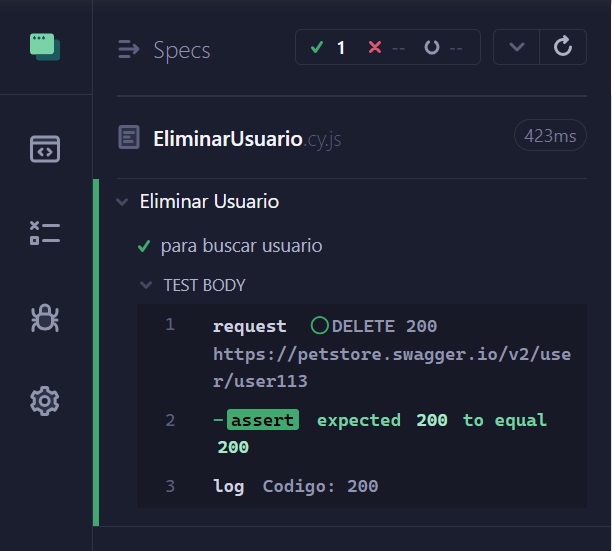 Specs
1 -- --
EliminarUsuario.cy.js
423ms
Eliminar Usuario
para buscar usuario
TEST BODY
1 request DELETE 200
https://petstore.swagger.io/v2/use
r/user113
2 -assert expected 200 to equal
200
3 log Codigo: 200